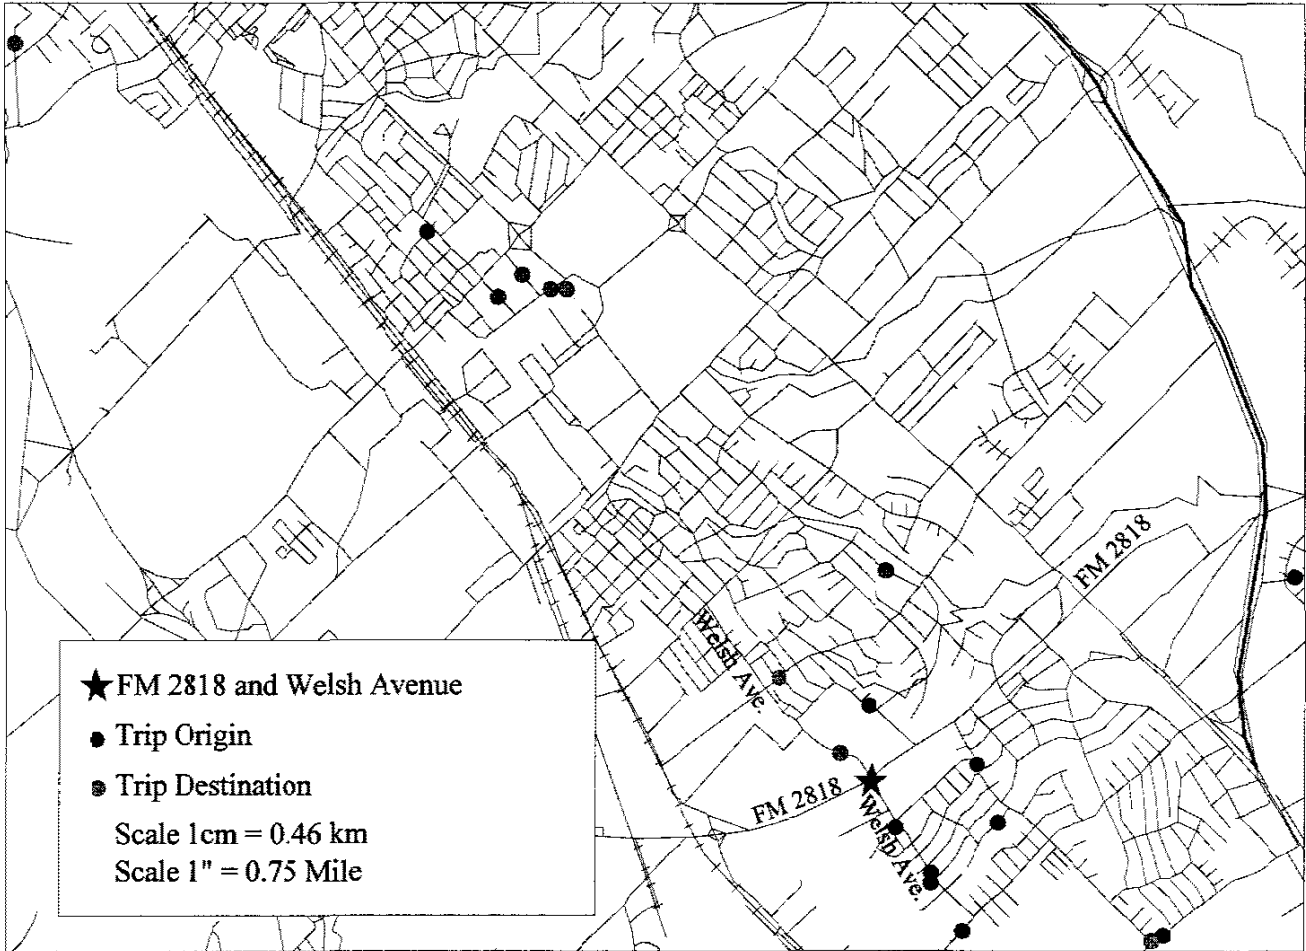 FM 2818
Welsh Ave.
FM 2818
Welsh Ave.
FM 2818 and Welsh Avenue
Trip Origin
Trip Destination
Scale 1cm = 0.46 km
Scale 1" = 0.75 Mile